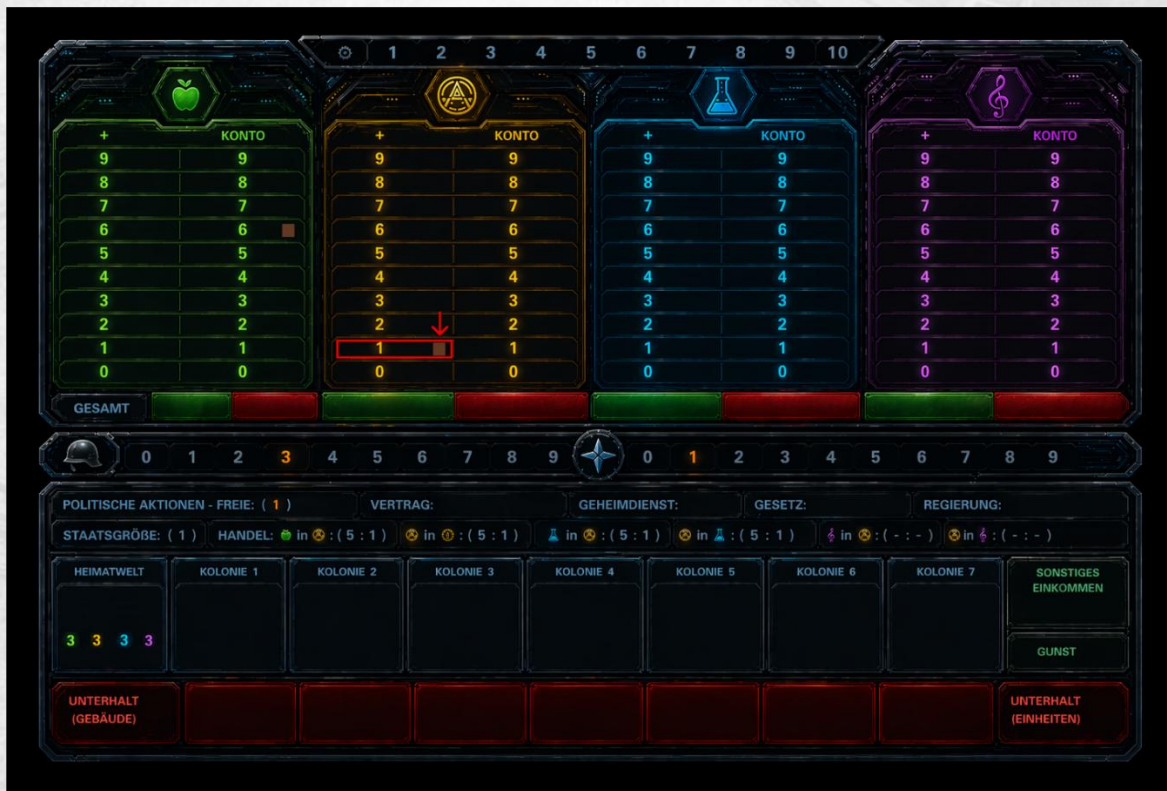 1 2 3 4 5 6 7 8 9 10
+ KONTO + KONTO + KONTO + KONTO
9 9 9 9 9 9 9 9
8 8 8 8 8 8 8 8
7 7 7 7 7 7 7 7
6 6 6 6 6 6 6 6
5 5 5 5 5 5 5 5
4 4 4 4 4 4 4 4
3 3 3 3 3 3 3 3
2 2 2 2 2 2 2 2
1 1 1 1 1 1 1 1
0 0 0 0 0 0 0 0
GESAMT
0 1 2 3 4 5 6 7 8 9 0 1 2 3 4 5 6 7 8 9
POLITISCHE AKTIONEN - FREIE: ( 1 ) VERTRAG: GEHEIMDIENST: GESETZ: REGIERUNG:
STAATSGRÖßE: ( 1 ) HANDEL: in : ( 5 : 1 ) in : ( 5 : 1 ) in : ( 5 : 1 ) in : ( 5 : 1 ) in : ( - : - ) in : ( - : - )
HEIMATWELT KOLONIE 1 KOLONIE 2 KOLONIE 3 KOLONIE 4 KOLONIE 5 KOLONIE 6 KOLONIE 7 SONSTIGES
EINKOMMEN
3 3 3 3
GUNST
UNTERHALT
(GEBÄUDE)
UNTERHALT
(EINHEITEN)